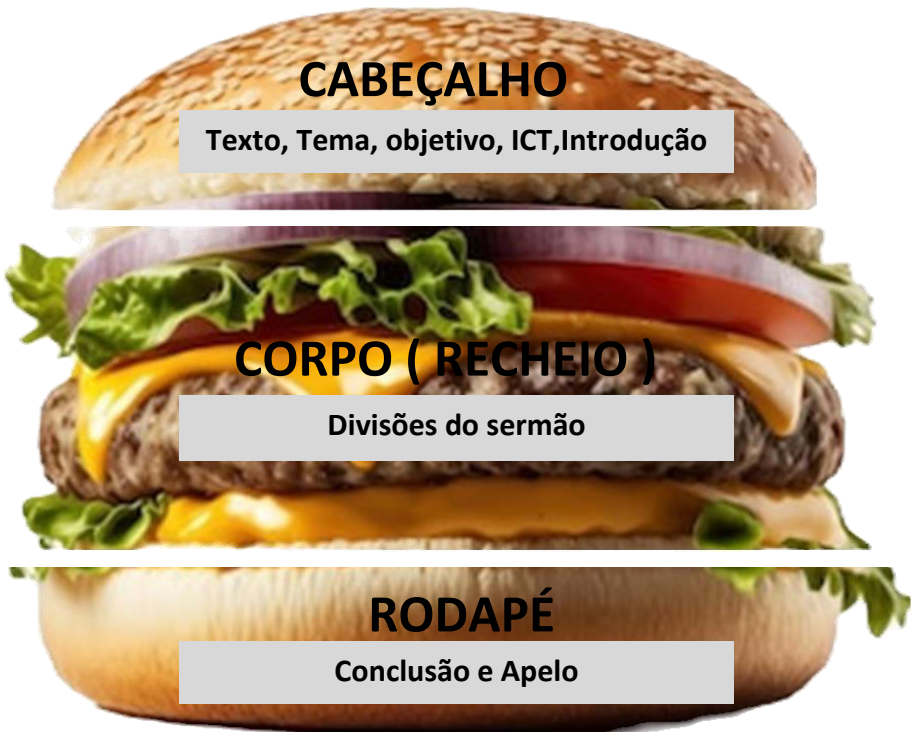 CABEÇALHO
Texto, Tema, objetivo, ICT,Introdução
CORPO ( RECHEIO )
Divisões do sermão
RODAPÉ
Conclusão e Apelo